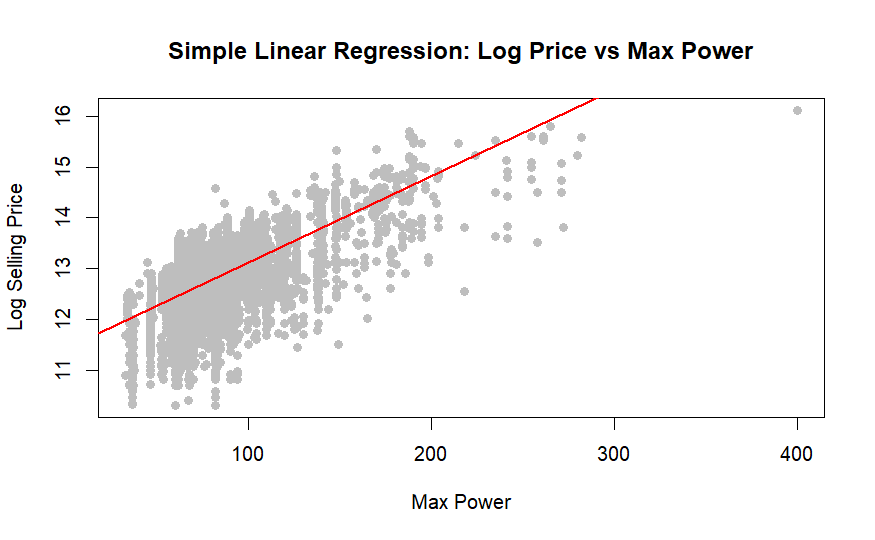 Simple Linear Regression: Log Price vs Max Power
Log Selling Price
16
15
14
13
12
11
100 200 300 400
Max Power